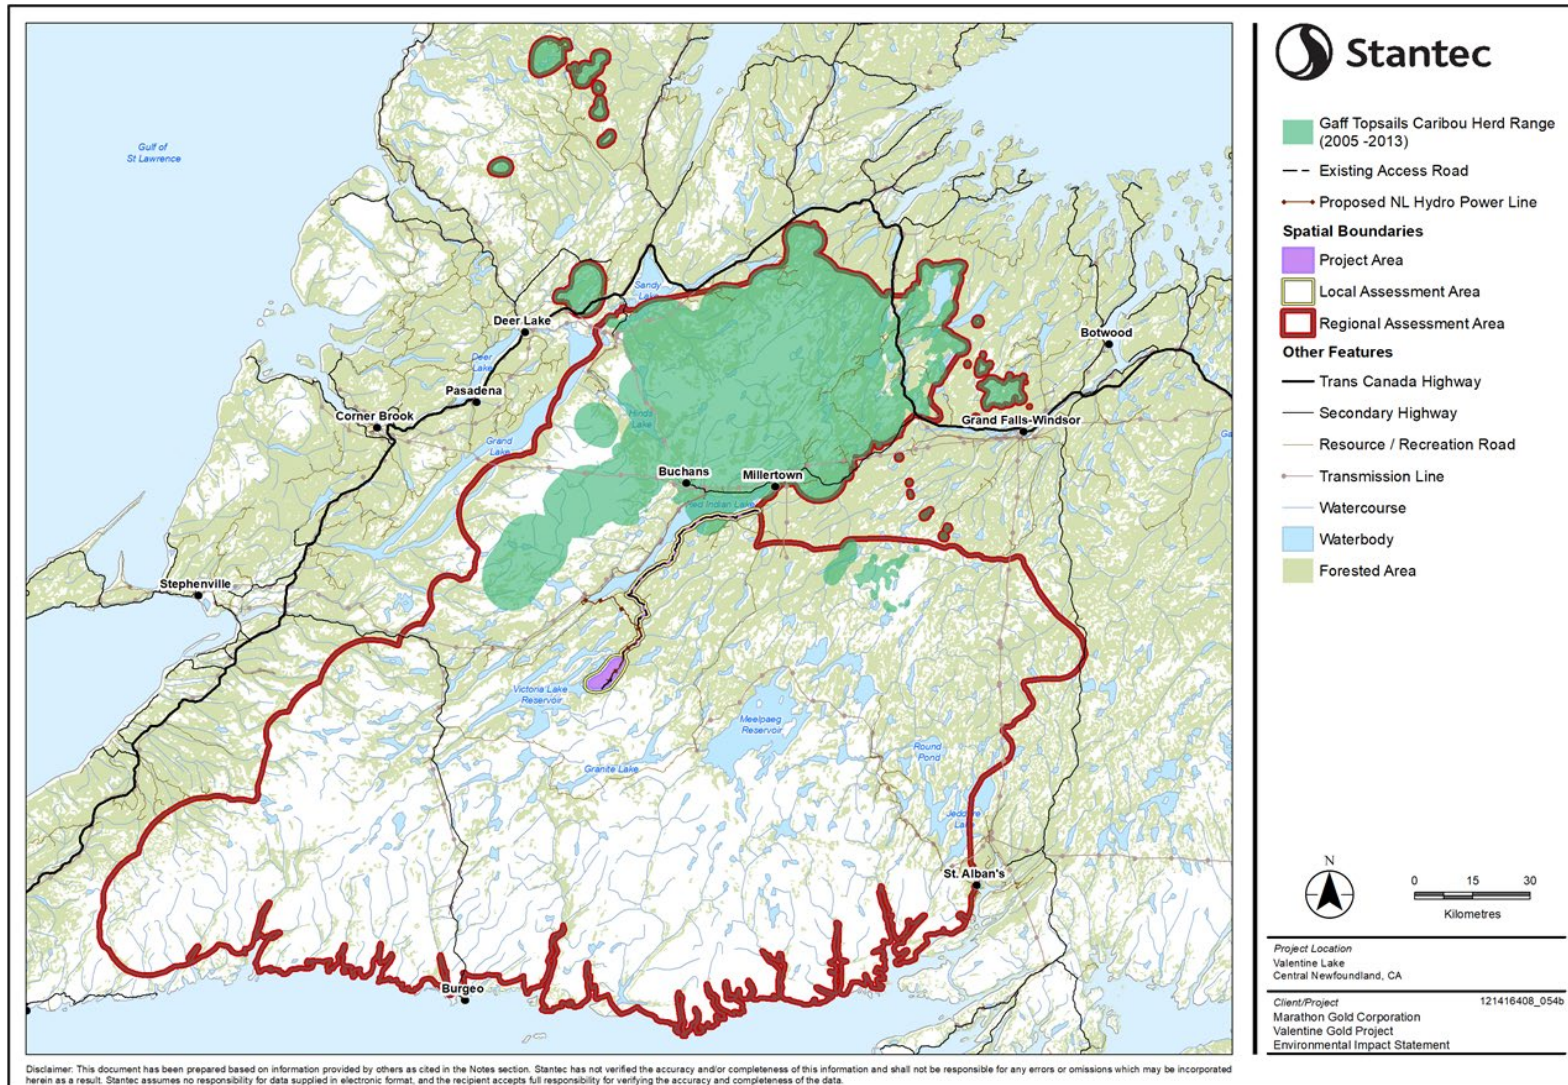 Gulf of
St Lawrence
Sandy
Lake
Deer Lake
Botwood
Deer
Lake
Pasadena
Corner Brook
Hinds
Lake
Grand Falls-Windsor
Grand
Lake
Buchans
Millertown
Red Indian Lake
Stephenville
Victoria Lake
Reservoir
Meelpaeg
Reservoir
Round
Pond
Granite Lake
St. Alban's
Burgeo
Stantec
Gaff Topsails Caribou Herd Range
(2005 -2013)
Existing Access Road
Proposed NL Hydro Power Line
Spatial Boundaries
Project Area
Local Assessment Area
Regional Assessment Area
Other Features
Trans Canada Highway
Secondary Highway
Resource / Recreation Road
Transmission Line
Watercourse
Waterbody
Forested Area
N
0 15 30
Kilometres
Project Location
Valentine Lake
Central Newfoundland, CA
Client/Project 121416408_054b
Marathon Gold Corporation
Valentine Gold Project
Environmental Impact Statement
Disclaimer: This document has been prepared based on information provided by others as cited in the Notes section. Stantec has not verified the accuracy and/or completeness of this information and shall not be responsible for any errors or omissions which may be incorporated
herein as a result. Stantec assumes no responsibility for data supplied in electronic format, and the recipient accepts full responsibility for verifying the accuracy and completeness of the data.